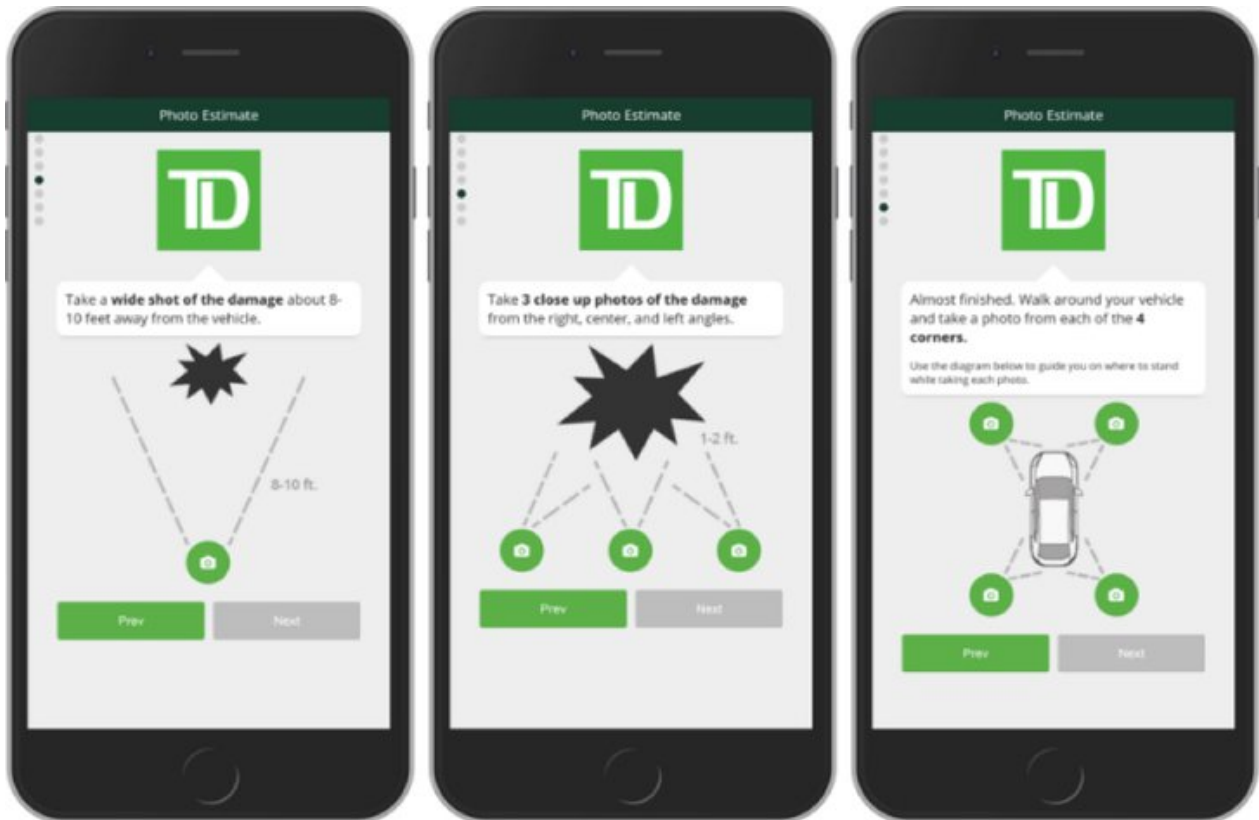 Photo Estimate
TD
Take a wide shot of the damage about 8-
10 feet away from the vehicle.
8-10 ft.
Prev
Next
Photo Estimate
TD
Take 3 close up photos of the damage
from the right, center, and left angles.
1-2 ft.
Prev
Next
Photo Estimate
TD
Almost finished. Walk around your vehicle
and take a photo from each of the 4
corners.
Use the diagram below to guide you on where to stand
while taking each photo.
Prev
Next